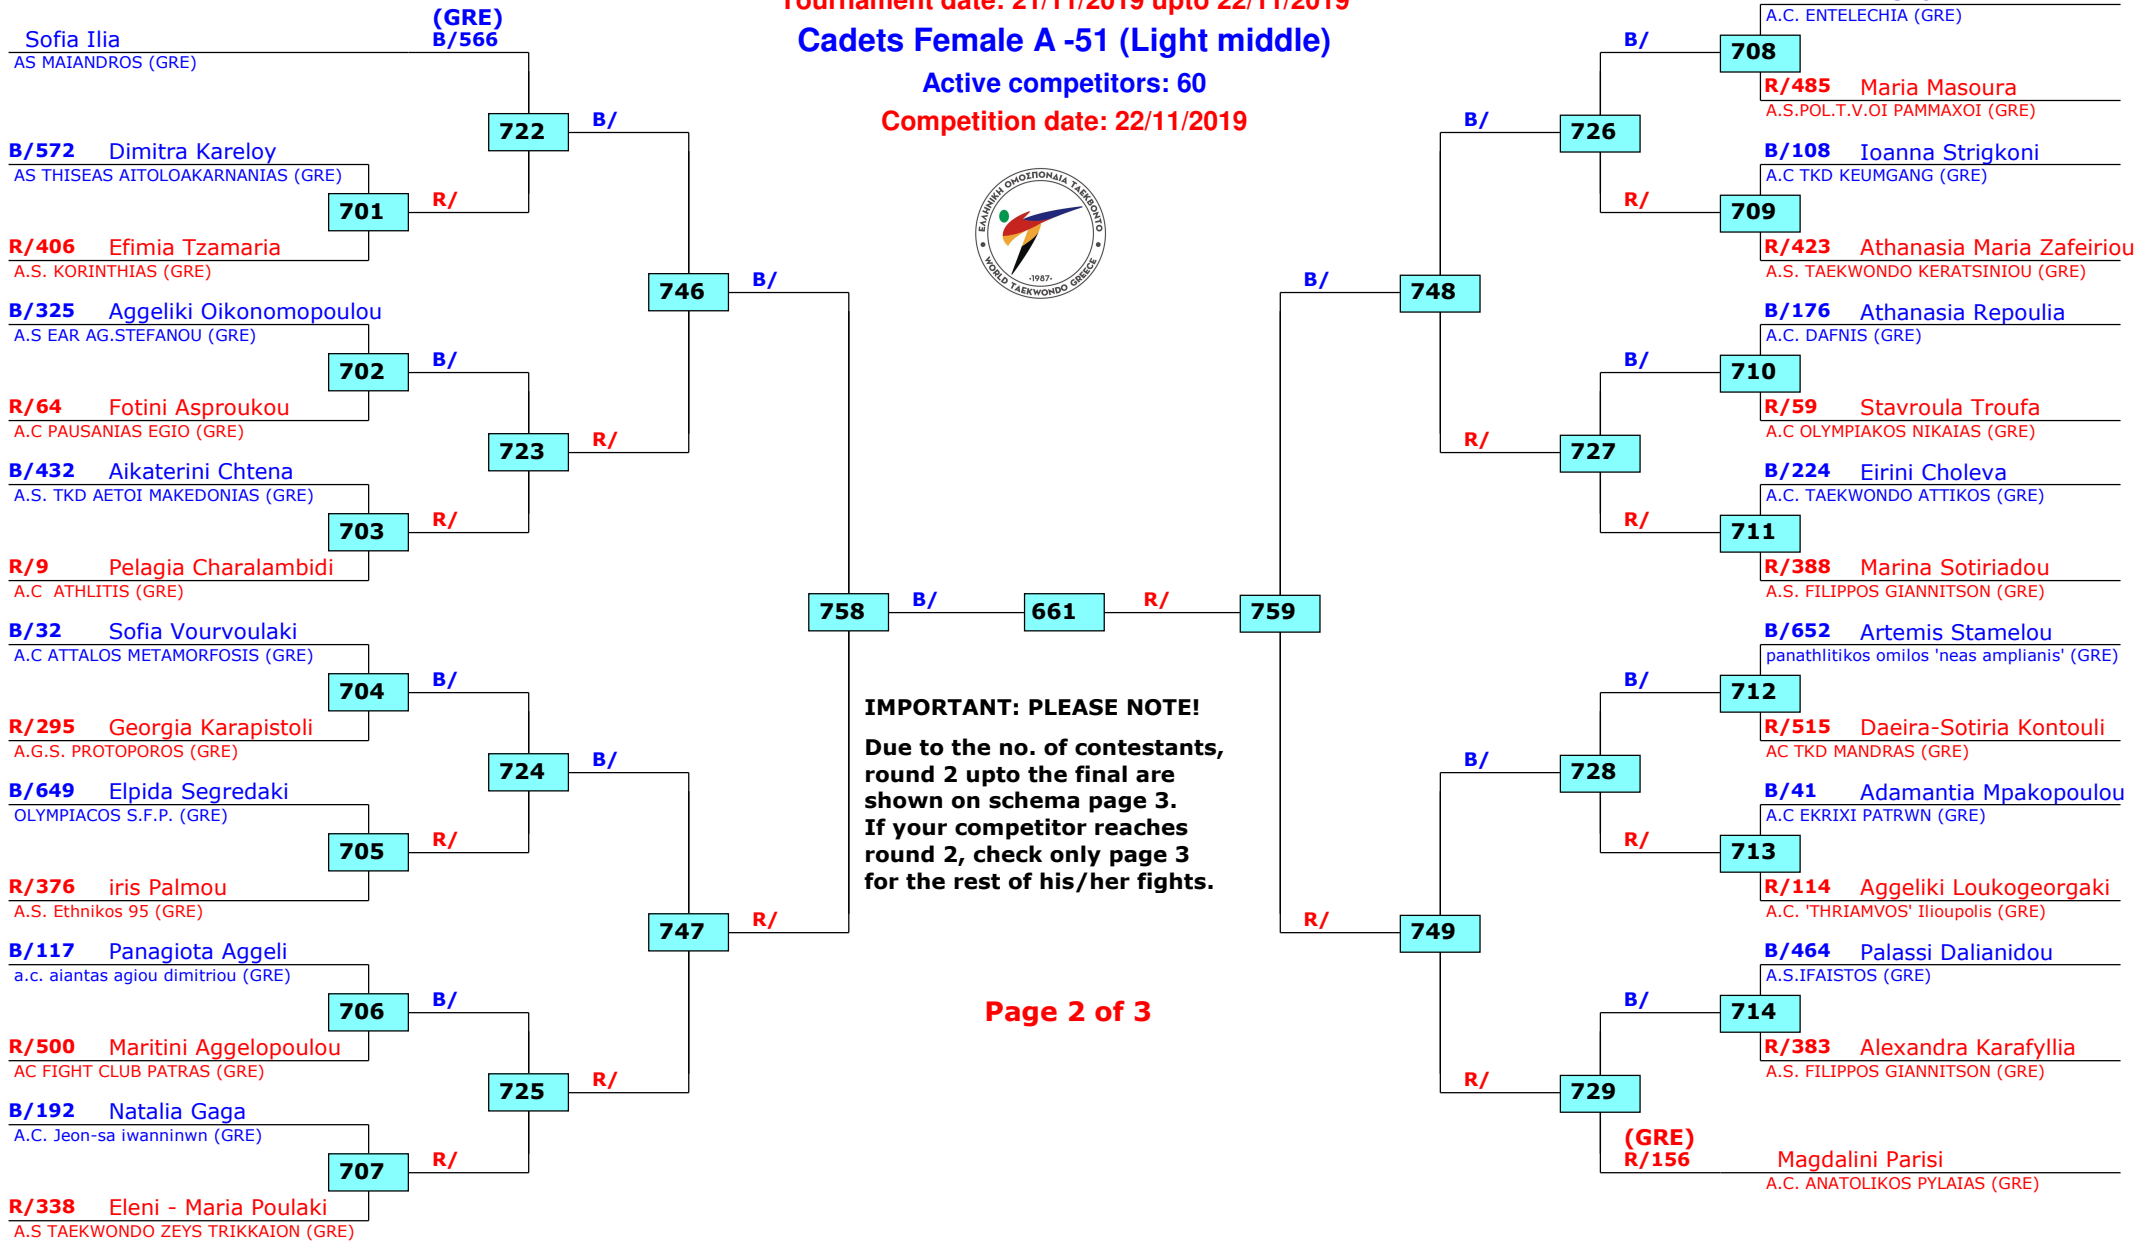 Tournament date: 21/11/2019 upto 22/11/2019
Cadets Female A -51 (Light middle)
Active competitors: 60
Competition date: 22/11/2019
(GRE)
Sofia Ilia B/566
AS MAIANDROS (GRE)
722
B/
B/572 Dimitra Kareloy
AS THISEAS AITOLOAKARNANIAS (GRE)
701
R/
R/406 Efimia Tzamaria
A.S. KORINTHIAS (GRE)
746
B/
B/325 Aggeliki Oikonomopoulou
A.S EAR AG.STEFANOU (GRE)
702
B/
R/64 Fotini Asproukou
A.C PAUSANIAS EGIO (GRE)
723
R/
B/432 Aikaterini Chtena
A.S. TKD AETOI MAKEDONIAS (GRE)
703
R/
R/9 Pelagia Charalambidi
A.C ATHLITIS (GRE)
758
B/
661
R/
759
B/32 Sofia Vourvoulaki
A.C ATTALOS METAMORFOSIS (GRE)
704
B/
R/295 Georgia Karapistoli
A.G.S. PROTOPOROS (GRE)
724
B/
B/649 Elpida Segredaki
OLYMPIACOS S.F.P. (GRE)
705
R/
R/376 iris Palmou
A.S. Ethnikos 95 (GRE)
747
R/
B/117 Panagiota Aggeli
a.c. aiantas agiou dimitriou (GRE)
706
B/
R/500 Maritini Aggelopoulou
AC FIGHT CLUB PATRAS (GRE)
725
R/
B/192 Natalia Gaga
A.C. Jeon-sa iwanninwn (GRE)
707
R/
R/338 Eleni - Maria Poulaki
A.S TAEKWONDO ZEYS TRIKKAION (GRE)
ΕΛΛΗΝΙΚΗ ΟΜΟΣΠΟΝΔΙΑ ΤΑΕΚΒΟΝΤΟ
·1987·
WORLD TAEKWONDO GREECE
IMPORTANT: PLEASE NOTE!
Due to the no. of contestants,
round 2 upto the final are
shown on schema page 3.
If your competitor reaches
round 2, check only page 3
for the rest of his/her fights.
Page 2 of 3
A.C. ENTELECHIA (GRE)
B/
708
R/485 Maria Masoura
A.S.POL.T.V.OI PAMMAXOI (GRE)
B/
726
B/108 Ioanna Strigkoni
A.C TKD KEUMGANG (GRE)
R/
709
R/423 Athanasia Maria Zafeiriou
A.S. TAEKWONDO KERATSINIOU (GRE)
B/
748
B/176 Athanasia Repoulia
A.C. DAFNIS (GRE)
B/
710
R/59 Stavroula Troufa
A.C OLYMPIAKOS NIKAIAS (GRE)
R/
727
B/224 Eirini Choleva
A.C. TAEKWONDO ATTIKOS (GRE)
R/
711
R/388 Marina Sotiriadou
A.S. FILIPPOS GIANNITSON (GRE)
B/652 Artemis Stamelou
panathlitikos omilos 'neas amplianis' (GRE)
B/
712
R/515 Daeira-Sotiria Kontouli
AC TKD MANDRAS (GRE)
B/
728
B/41 Adamantia Mpakopoulou
A.C EKRIXI PATRWN (GRE)
R/
713
R/114 Aggeliki Loukogeorgaki
A.C. 'THRIAMVOS' Ilioupolis (GRE)
R/
749
B/464 Palassi Dalianidou
A.S.IFAISTOS (GRE)
B/
714
R/383 Alexandra Karafyllia
A.S. FILIPPOS GIANNITSON (GRE)
R/
729
(GRE)
R/156 Magdalini Parisi
A.C. ANATOLIKOS PYLAIAS (GRE)